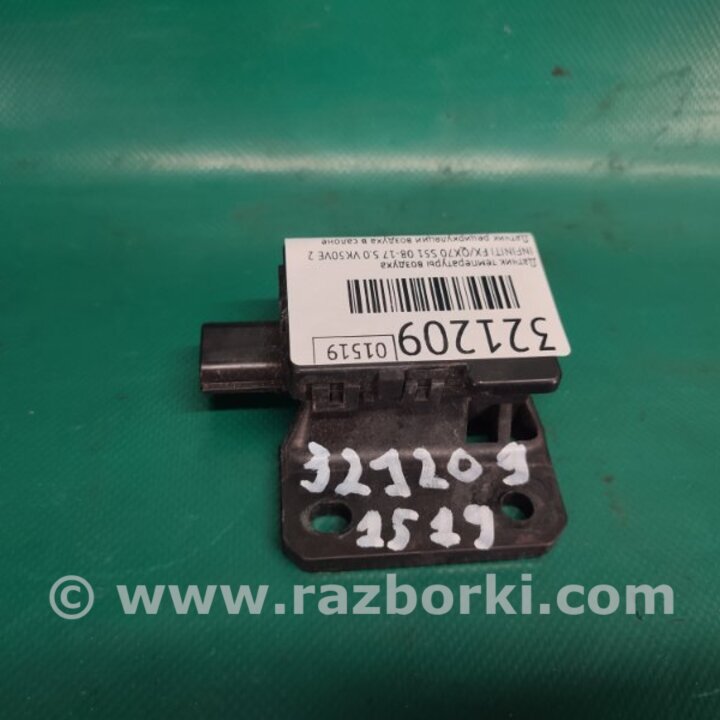 321209
01519
Датчик температуры воздуха
INFINITI FX/QX70 S51 08-17 5.0 VK50VE 2
Датчик рециркуляции воздуха в салоне
321209
1519
© www.razborki.com